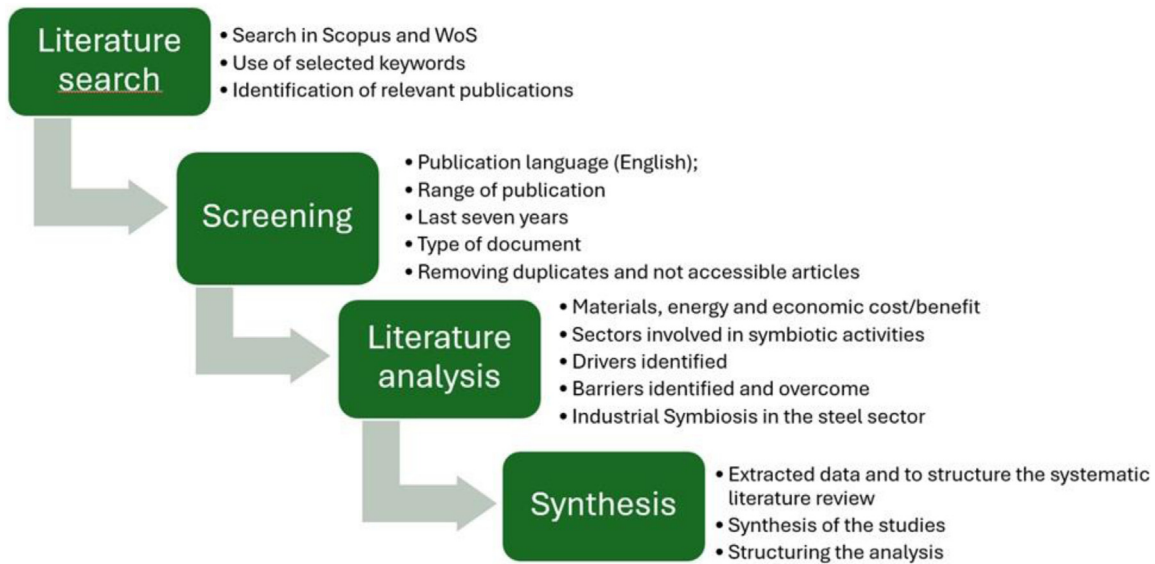 Literature
search
• Search in Scopus and WoS
• Use of selected keywords
• Identification of relevant publications
Screening
• Publication language (English);
• Range of publication
• Last seven years
• Type of document
• Removing duplicates and not accessible articles
Literature
analysis
• Materials, energy and economic cost/benefit
• Sectors involved in symbiotic activities
• Drivers identified
• Barriers identified and overcome
• Industrial Symbiosis in the steel sector
Synthesis
• Extracted data and to structure the systematic
literature review
• Synthesis of the studies
• Structuring the analysis